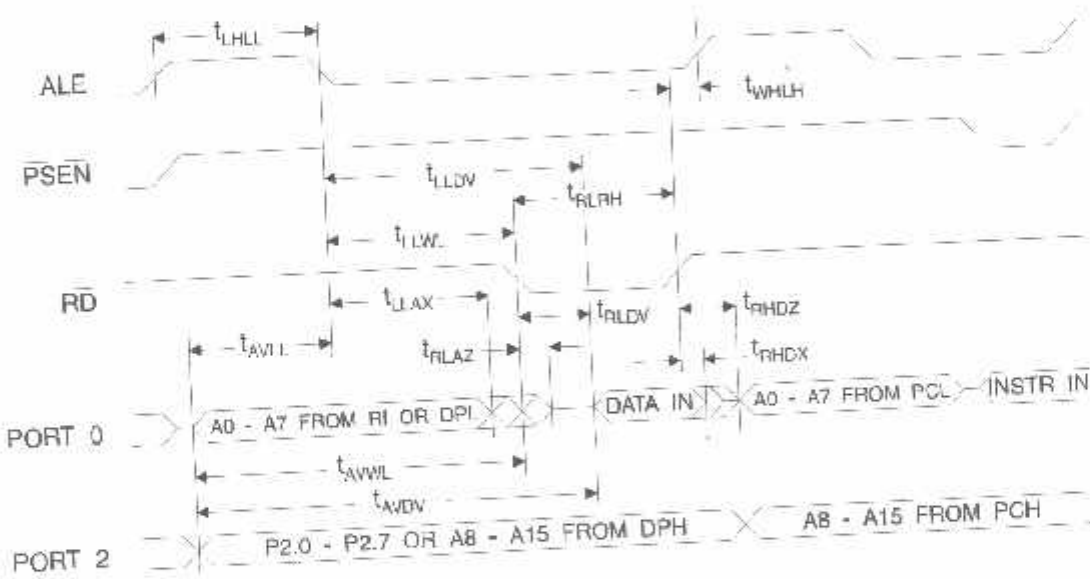 tLHLL
ALE
tWHLH
PSEN
tLLDV
tRLRH
tLLWL
RD
tLLAX
tRLDV
tRHDZ
tAVLL
tRLAZ
tRHDX
PORT 0
A0 - A7 FROM RI OR DPL
DATA IN
A0 - A7 FROM PCL
INSTR IN
tAVWL
tAVDV
PORT 2
P2.0 - P2.7 OR A8 - A15 FROM DPH
A8 - A15 FROM PCH